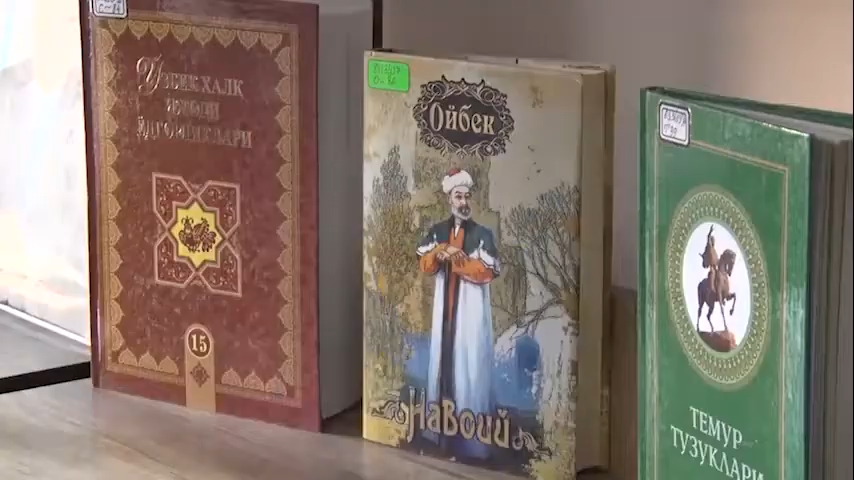 Ўзбек халқ
ижоди
ёдгорликлари
15
Ойбек
Навоий
ТЕМУР
ТУЗУКЛАРИ